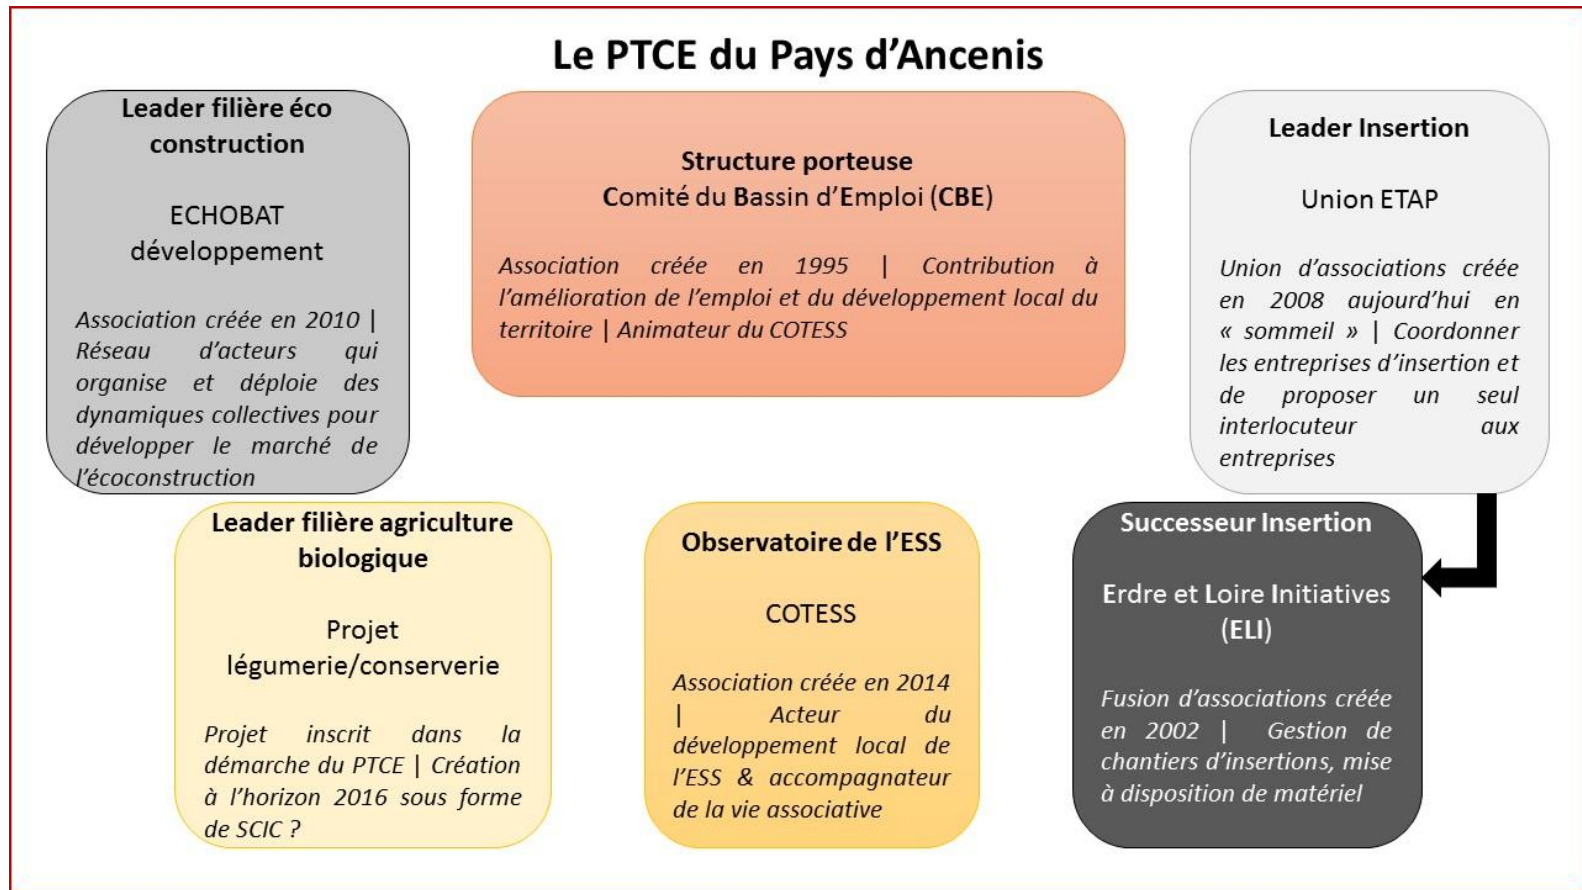 Le PTCE du Pays d’Ancenis
Leader filière éco
construction
ECHOBAT
développement
Association créée en 2010 |
Réseau d’acteurs qui
organise et déploie des
dynamiques collectives pour
développer le marché de
l’écoconstruction
Structure porteuse
Comité du Bassin d’Emploi (CBE)
Association créée en 1995 | Contribution à
l’amélioration de l’emploi et du développement local du
territoire | Animateur du COTESS
Leader Insertion
Union ETAP
Union d’associations créée
en 2008 aujourd’hui en
« sommeil » | Coordonner
les entreprises d’insertion et
de proposer un seul
interlocuteur aux
entreprises
Leader filière agriculture
biologique
Projet
légumerie/conserverie
Projet inscrit dans la
démarche du PTCE | Création
à l’horizon 2016 sous forme
de SCIC ?
Observatoire de l’ESS
COTESS
Association créée en 2014
| Acteur du
développement local de
l’ESS & accompagnateur
de la vie associative
Successeur Insertion
Erdre et Loire Initiatives
(ELI)
Fusion d’associations créée
en 2002 | Gestion de
chantiers d’insertions, mise
à disposition de matériel